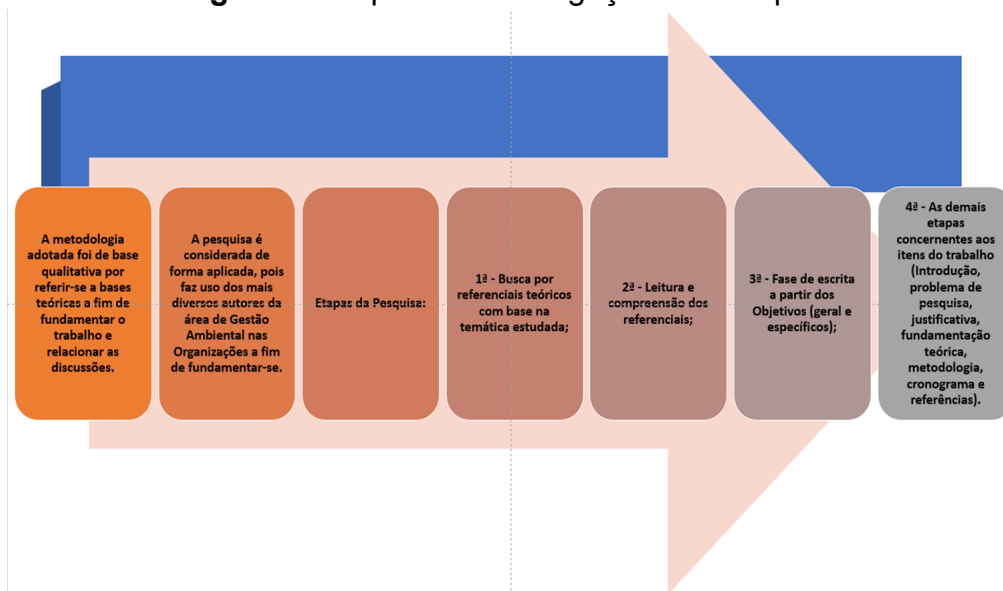 A metodologia
adotada foi de base
qualitativa por
referir-se a bases
teóricas a fim de
fundamentar o
trabalho e
relacionar as
discussões.
A pesquisa é
considerada de
forma aplicada, pois
faz uso dos mais
diversos autores da
área de Gestão
Ambiental nas
Organizações a fim
de fundamentar-se.
Etapas da Pesquisa:
1ª - Busca por
referenciais teóricos
com base na
temática estudada;
2ª - Leitura e
compreensão dos
referenciais;
3ª - Fase de escrita
a partir dos
Objetivos (geral e
específicos);
4ª - As demais
etapas
concernentes aos
itens do trabalho
(Introdução,
problema de
pesquisa,
justificativa,
fundamentação
teórica,
metodologia,
cronograma e
referências).